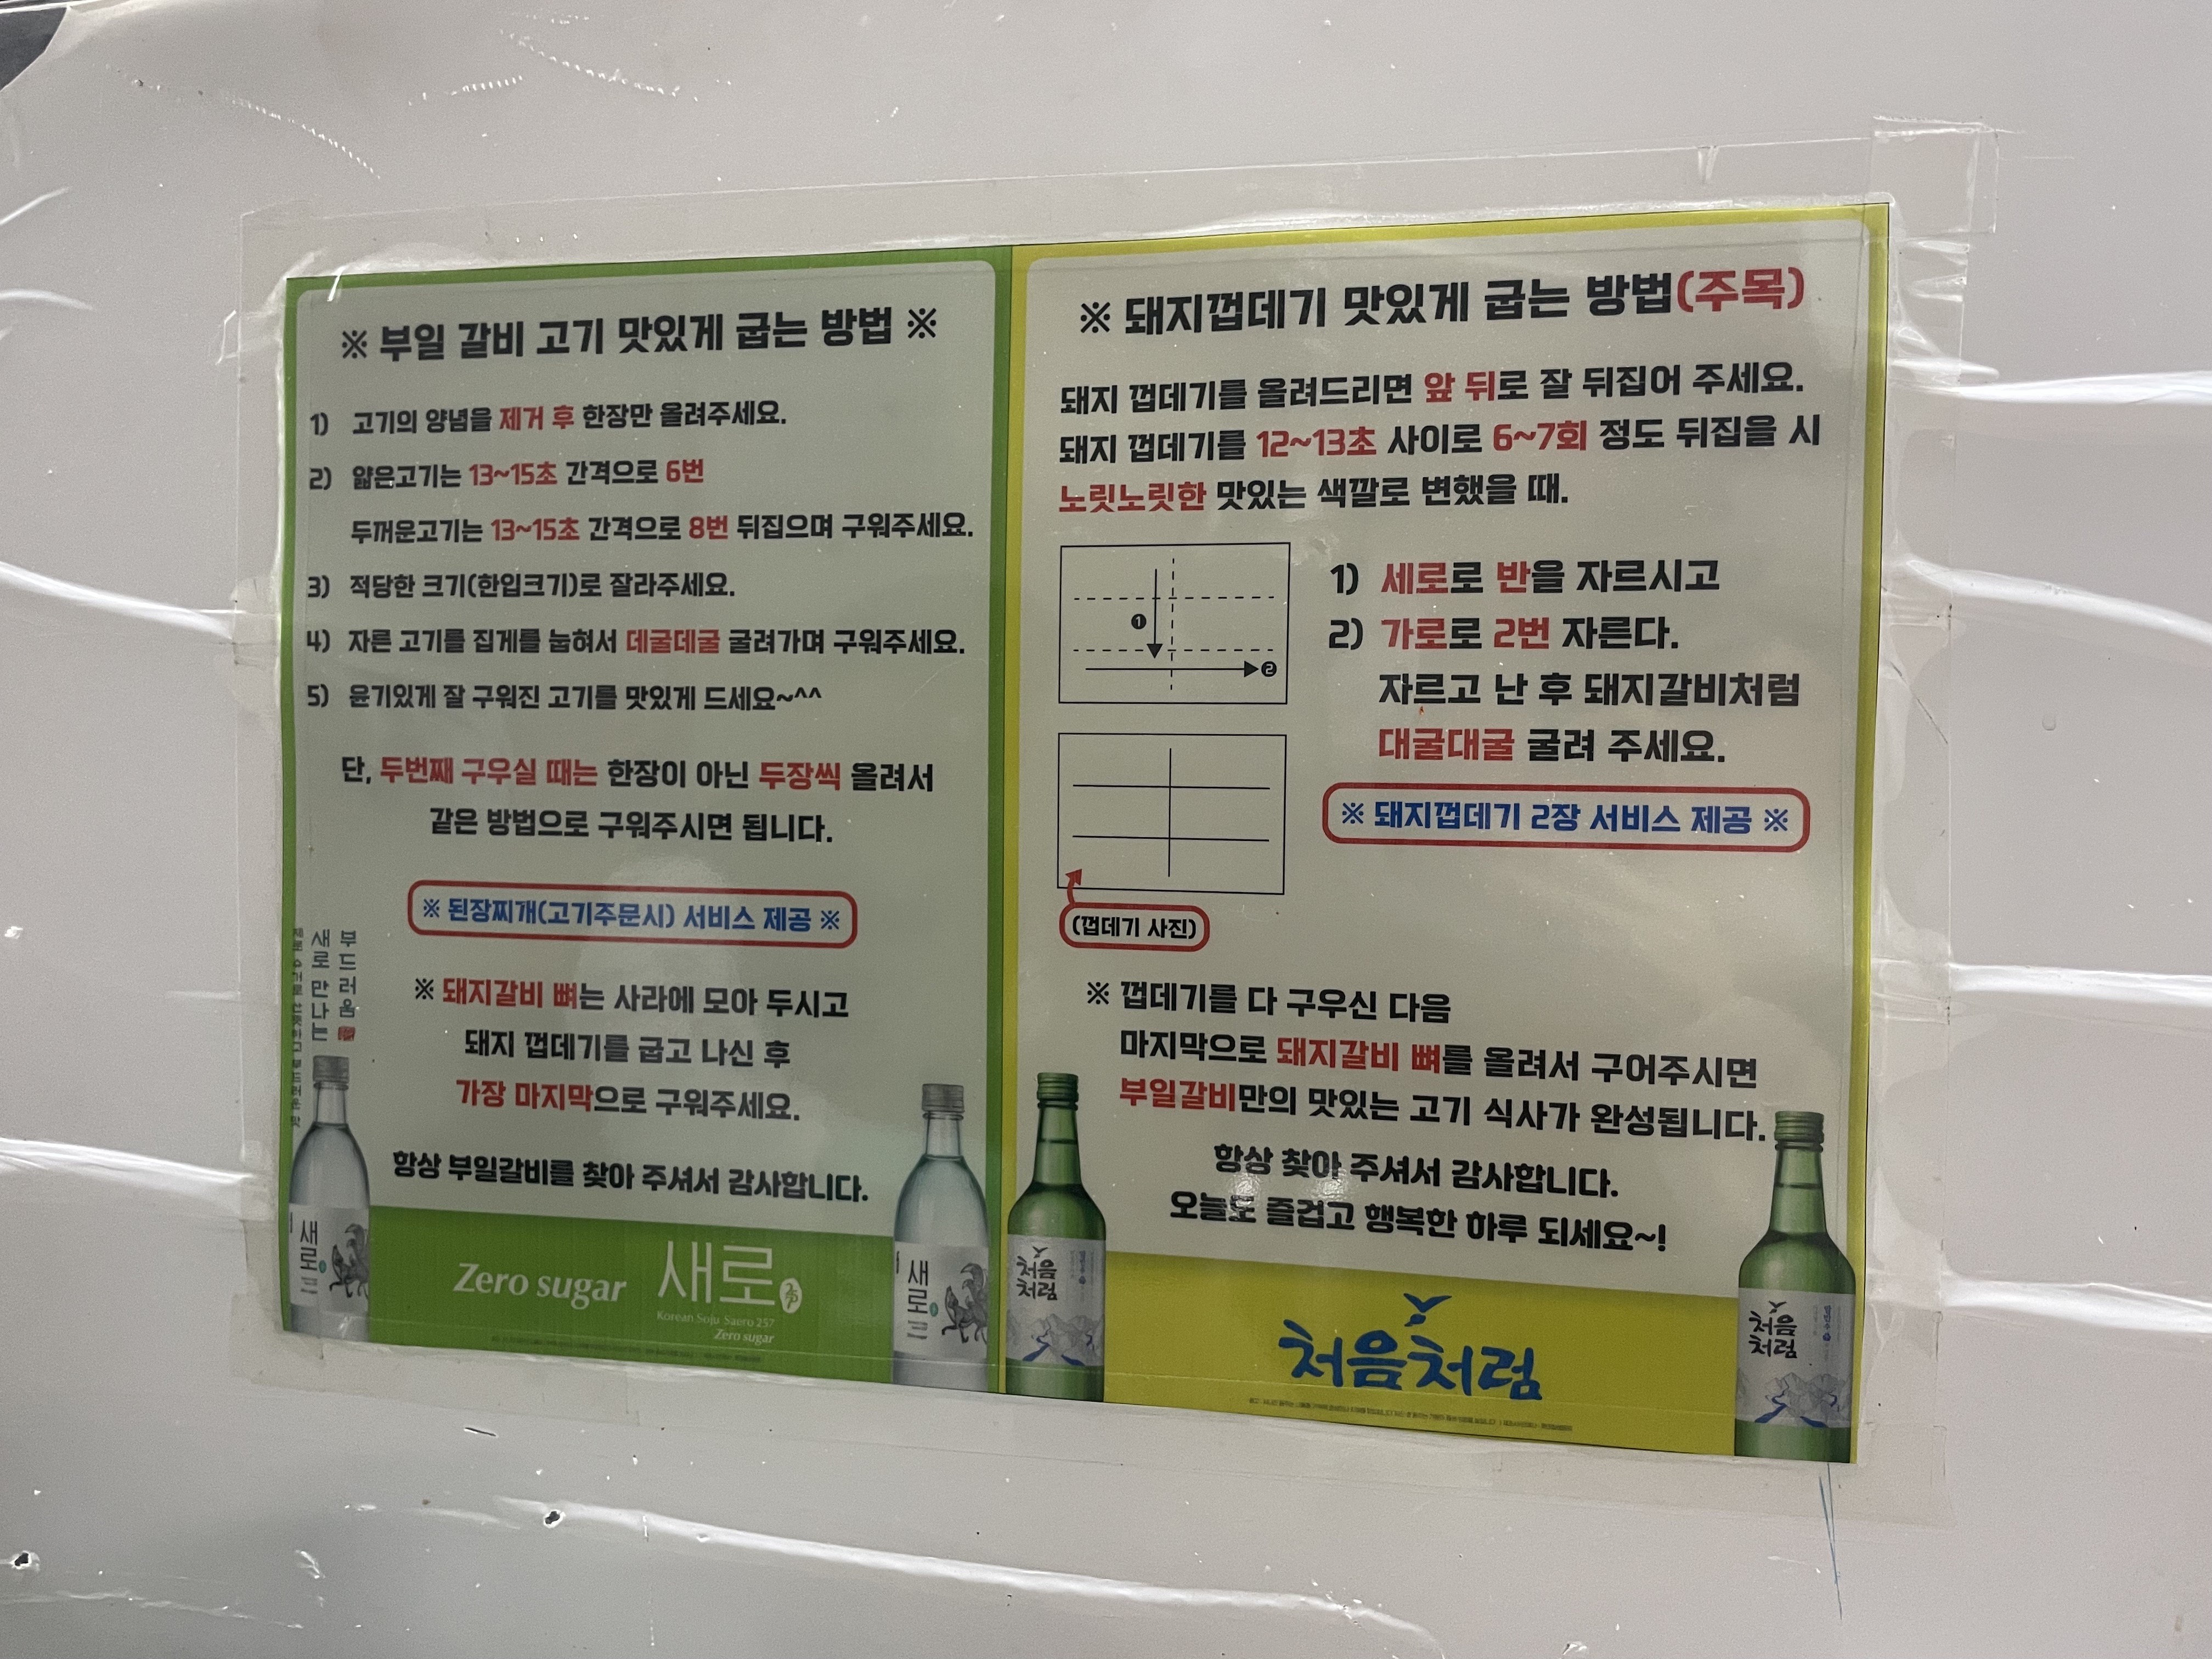 ※ 부일 갈비 고기 맛있게 굽는 방법 ※
1) 고기의 양념을 제거 후 한장만 올려주세요.
2) 얇은고기는 13~15초 간격으로 6번
두꺼운고기는 13~15초 간격으로 8번 뒤집으며 구워주세요.
3) 적당한 크기(한입크기)로 잘라주세요.
4) 자른 고기를 집게를 눕혀서 데굴데굴 굴려가며 구워주세요.
5) 윤기있게 잘 구워진 고기를 맛있게 드세요~^^
단, 두번째 구우실 때는 한장이 아닌 두장씩 올려서
같은 방법으로 구워주시면 됩니다.
※ 된장찌개(고기주문시) 서비스 제공 ※
※ 돼지갈비 뼈는 사라에 모아 두시고
돼지 껍데기를 굽고 나신 후
가장 마지막으로 구워주세요.
항상 부일갈비를 찾아 주셔서 감사합니다.
부드러움
새로 만나는
새로
Zero sugar 새로
Korean Soju Saero 257
Zero sugar
새로
※ 돼지껍데기 맛있게 굽는 방법(주목)
돼지 껍데기를 올려드리면 앞 뒤로 잘 뒤집어 주세요.
돼지 껍데기를 12~13초 사이로 6~7회 정도 뒤집을 시
노릿노릿한 맛있는 색깔로 변했을 때.
1
2
1) 세로로 반을 자르시고
2) 가로로 2번 자른다.
자르고 난 후 돼지갈비처럼
대굴대굴 굴려 주세요.
※ 돼지껍데기 2장 서비스 제공 ※
(껍데기 사진)
※ 껍데기를 다 구우신 다음
마지막으로 돼지갈비 뼈를 올려서 구어주시면
부일갈비만의 맛있는 고기 식사가 완성됩니다.
항상 찾아 주셔서 감사합니다.
오늘도 즐겁고 행복한 하루 되세요~!
처음
처럼
처음처럼
처음
처럼